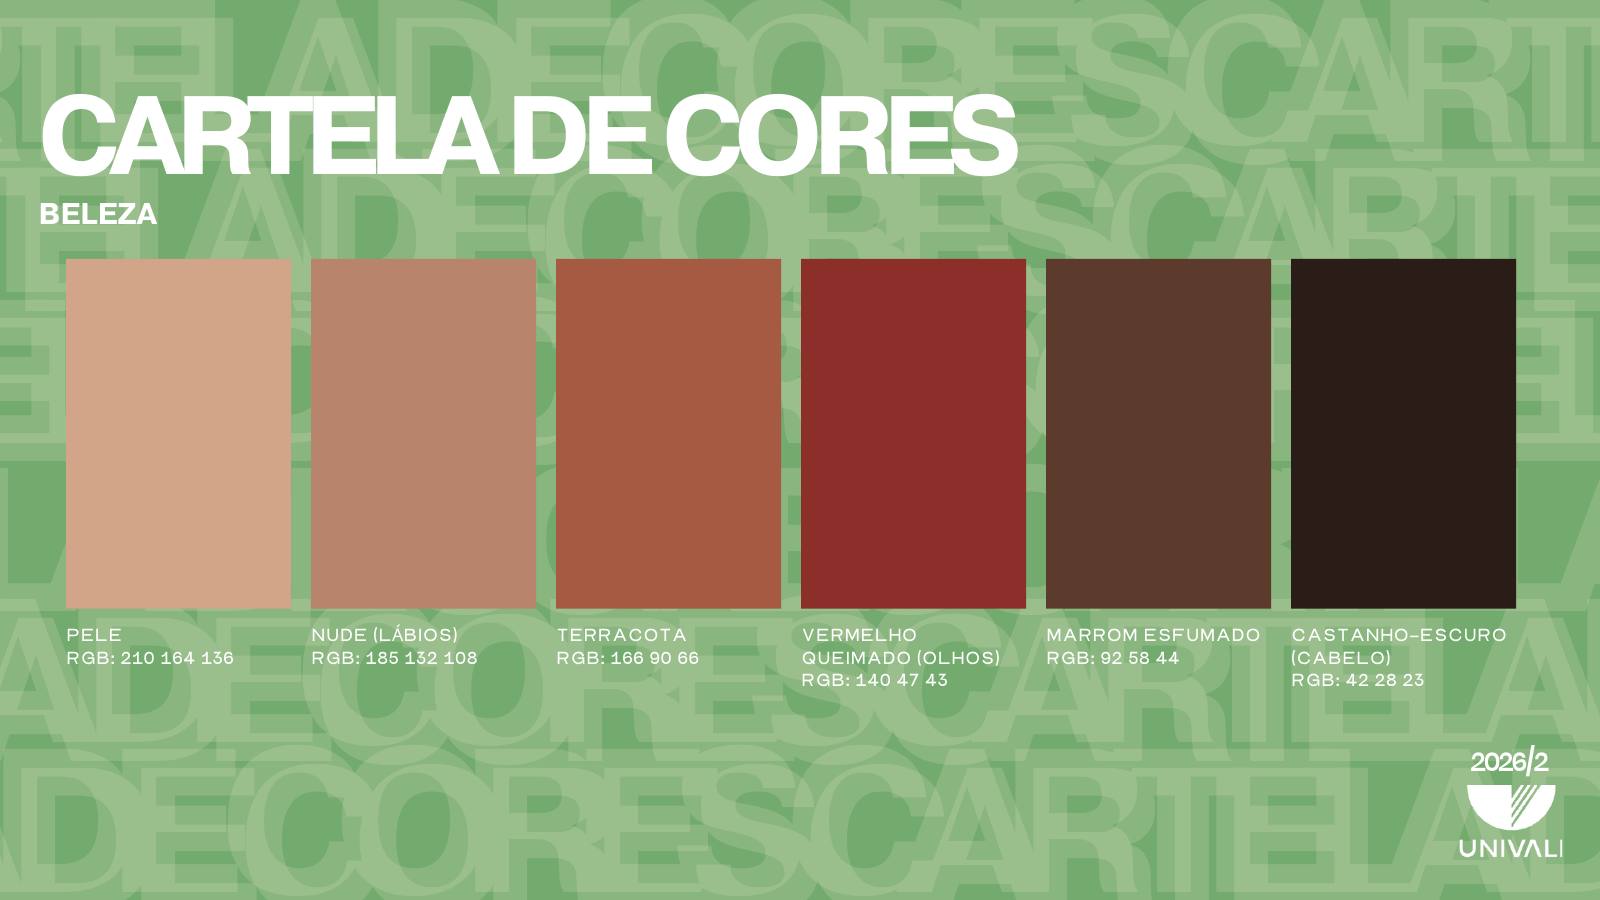 CARTELA DE CORES
BELEZA
PELE
RGB: 210 164 136
NUDE (LÁBIOS)
RGB: 185 132 108
TERRACOTA
RGB: 166 90 66
VERMELHO
QUEIMADO (OLHOS)
RGB: 140 47 43
MARROM ESFUMADO
RGB: 92 58 44
CASTANHO-ESCURO
(CABELO)
RGB: 42 28 23
2026/2
UNIVALI